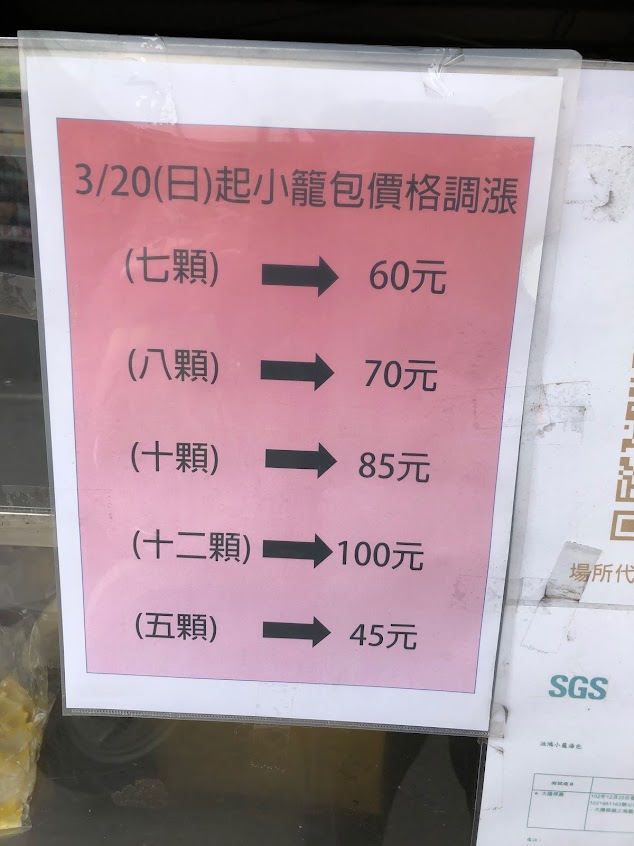 3/20(日)起小籠包價格調漲
(七顆) ➡ 60元
(八顆) ➡ 70元
(十顆) ➡ 85元
(十二顆) ➡ 100元
(五顆) ➡ 45元
場所代
SGS